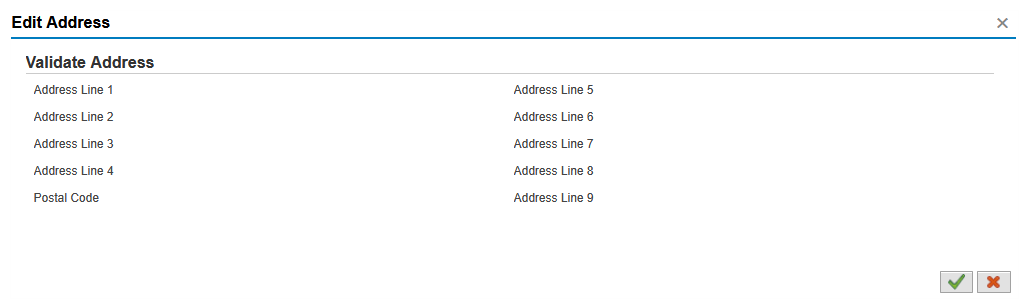 Edit Address
Validate Address
Address Line 1
Address Line 2
Address Line 3
Address Line 4
Postal Code
Address Line 5
Address Line 6
Address Line 7
Address Line 8
Address Line 9